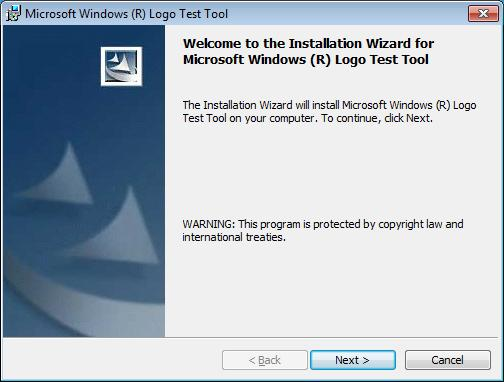 Microsoft Windows (R) Logo Test Tool
Welcome to the Installation Wizard for
Microsoft Windows (R) Logo Test Tool
The Installation Wizard will install Microsoft Windows (R) Logo
Test Tool on your computer. To continue, click Next.
WARNING: This program is protected by copyright law and
international treaties.
< Back
Next >
Cancel